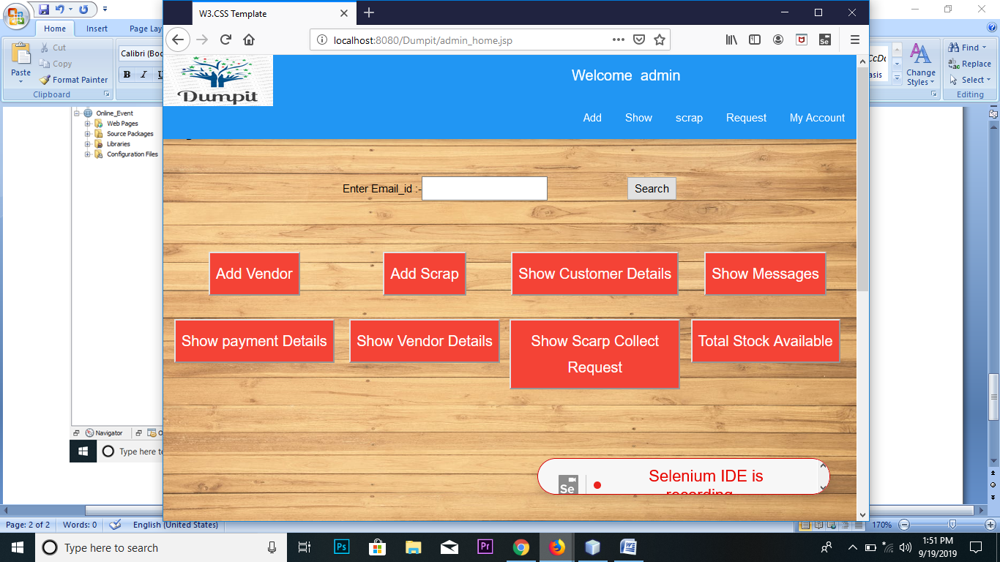 W3.CSS Template
Home Insert Page Lay
Cut
Copy
Format Painter
Paste
Clipboard
Calibri (Boc
B I U
localhost:8080/Dumpit/admin_home.jsp
Find
Replace
Select
Editing
Change
Styles
asis
Dumpit
Welcome admin
Add Show scrap Request My Account
Online_Event
Web Pages
Source Packages
Libraries
Configuration Files
Enter Email_id :-
Search
Add Vendor Add Scrap Show Customer Details Show Messages
Show payment Details Show Vendor Details Show Scarp Collect Total Stock Available
Request
Navigator
Type here to
Selenium IDE is
recording
Se
Page: 2 of 2 Words: 0 English (United States) 170%
Type here to search
Ps Pr W
1:51 PM
9/19/2019